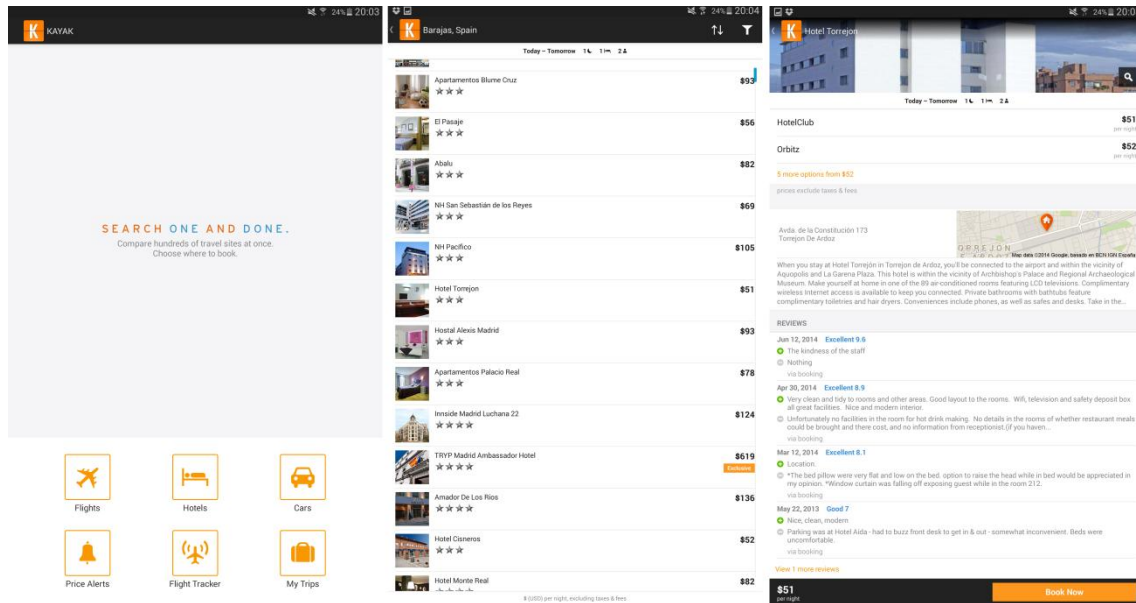 24% 20:03
KAYAK
SEARCH ONE AND DONE.
Compare hundreds of travel sites at once.
Choose where to book.
Flights
Hotels
Cars
Price Alerts
Flight Tracker
My Trips
24% 20:04
Barajas, Spain
Today – Tomorrow 1 1 2
Apartamentos Blume Cruz
$93
El Pasaje
$56
Abalu
$82
NH San Sebastián de los Reyes
$69
NH Pacifico
$105
Hotel Torrejon
$51
Hostal Alexis Madrid
$93
Apartamentos Palacio Real
$78
Innside Madrid Luchana 22
$124
TRYP Madrid Ambassador Hotel
$619
Exclusive
Amador De Los Rios
$136
Hotel Cisneros
$52
Hotel Monte Real
$82
$ (USD) per night, excluding taxes & fees.
24% 20:0
Hotel Torrejon
Today – Tomorrow 1 1 2
HotelClub
$51
per night
Orbitz
$52
per night
5 more options from $52
prices exclude taxes & fees
Avda. de la Constitución 173
Torrejon De Ardoz
Map data ©2014 Google, basado en BCN IGN España
When you stay at Hotel Torrejón in Torrejon de Ardoz, you'll be connected to the airport and within the vicinity of
Aquopolis and La Garena Plaza. This hotel is within the vicinity of Archbishop's Palace and Regional Archaeological
Museum. Make yourself at home in one of the 89 air-conditioned rooms featuring LCD televisions. Complimentary
wireless Internet access is available to keep you connected. Private bathrooms with bathtubs feature
complimentary toiletries and hair dryers. Conveniences include phones, as well as safes and desks. Take in the...
REVIEWS
Jun 12, 2014 Excellent 9.6
The kindness of the staff
Nothing
via booking
Apr 30, 2014 Excellent 8.9
Very clean and tidy to rooms and other areas. Good layout to the rooms. Wifi, television and safety deposit box
all great facilities. Nice and modern interior.
Unfortunately no facilities in the room for hot drink making. No details in the rooms of whether restaurant meals
could be brought and there cost, and no information from receptionist.(if you haven...
via booking
Mar 12, 2014 Excellent 8.1
Location.
*The bed pillow were very flat and low on the bed. option to raise the head while in bed would be appreciated in
my opinion. *Window curtain was falling off exposing guest while in the room 212.
via booking
May 22, 2013 Good 7
Nice, clean, modern
Parking was at Hotel Aida - had to buzz front desk to get in & out - somewhat inconvenient. Beds were
uncomfortable.
via booking
View 1 more reviews
$51
per night
Book Now